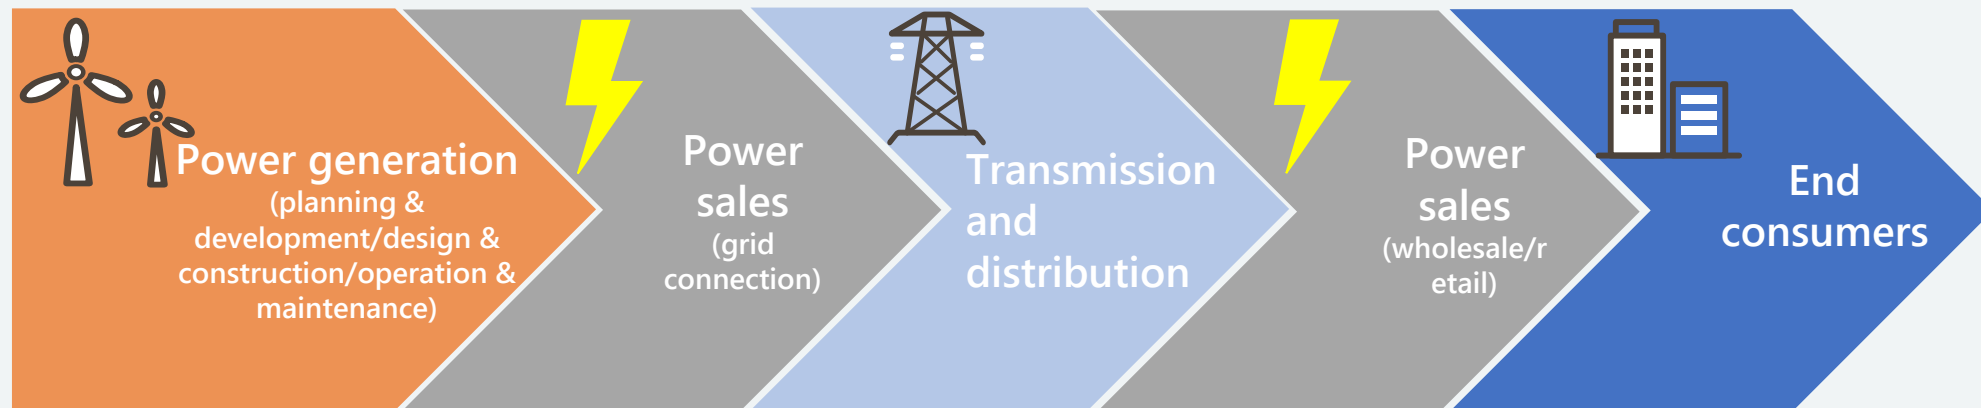 Power generation
(planning &
development/design &
construction/operation &
maintenance)
Power
sales
(grid
connection)
Transmission
and
distribution
Power
sales
(wholesale/r
etail)
End
consumers